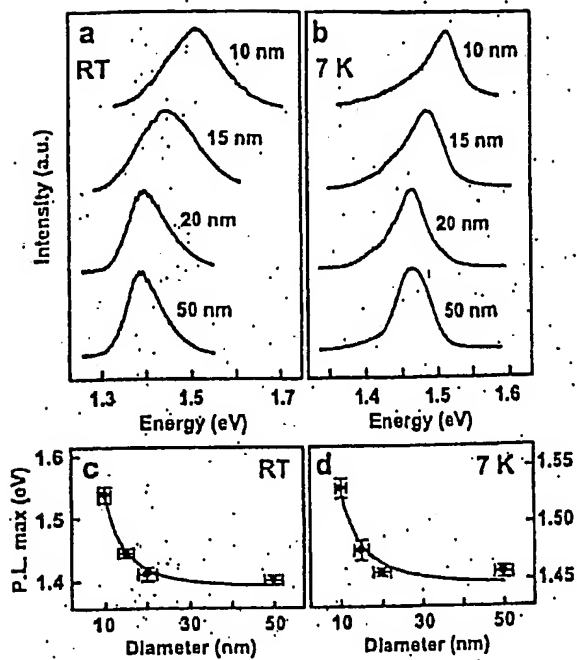 a
RT
10 nm
15 nm
20 nm
50 nm
b
7 K
10 nm
15 nm
20 nm
50 nm
Intensity (a.u.)
1.3 1.5 1.7
Energy (eV)
1.4 1.5 1.6
Energy (eV)
c RT
P.L. max (eV)
1.6
1.5
1.4
10 30 50
Diameter (nm)
d 7 K
1.55
1.50
1.45
10 30 50
Diameter (nm)